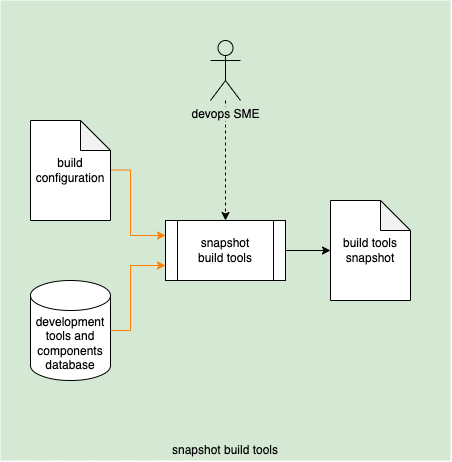 devops SME
build
configuration
snapshot
build tools
build tools
snapshot
development
tools and
components
database
snapshot build tools